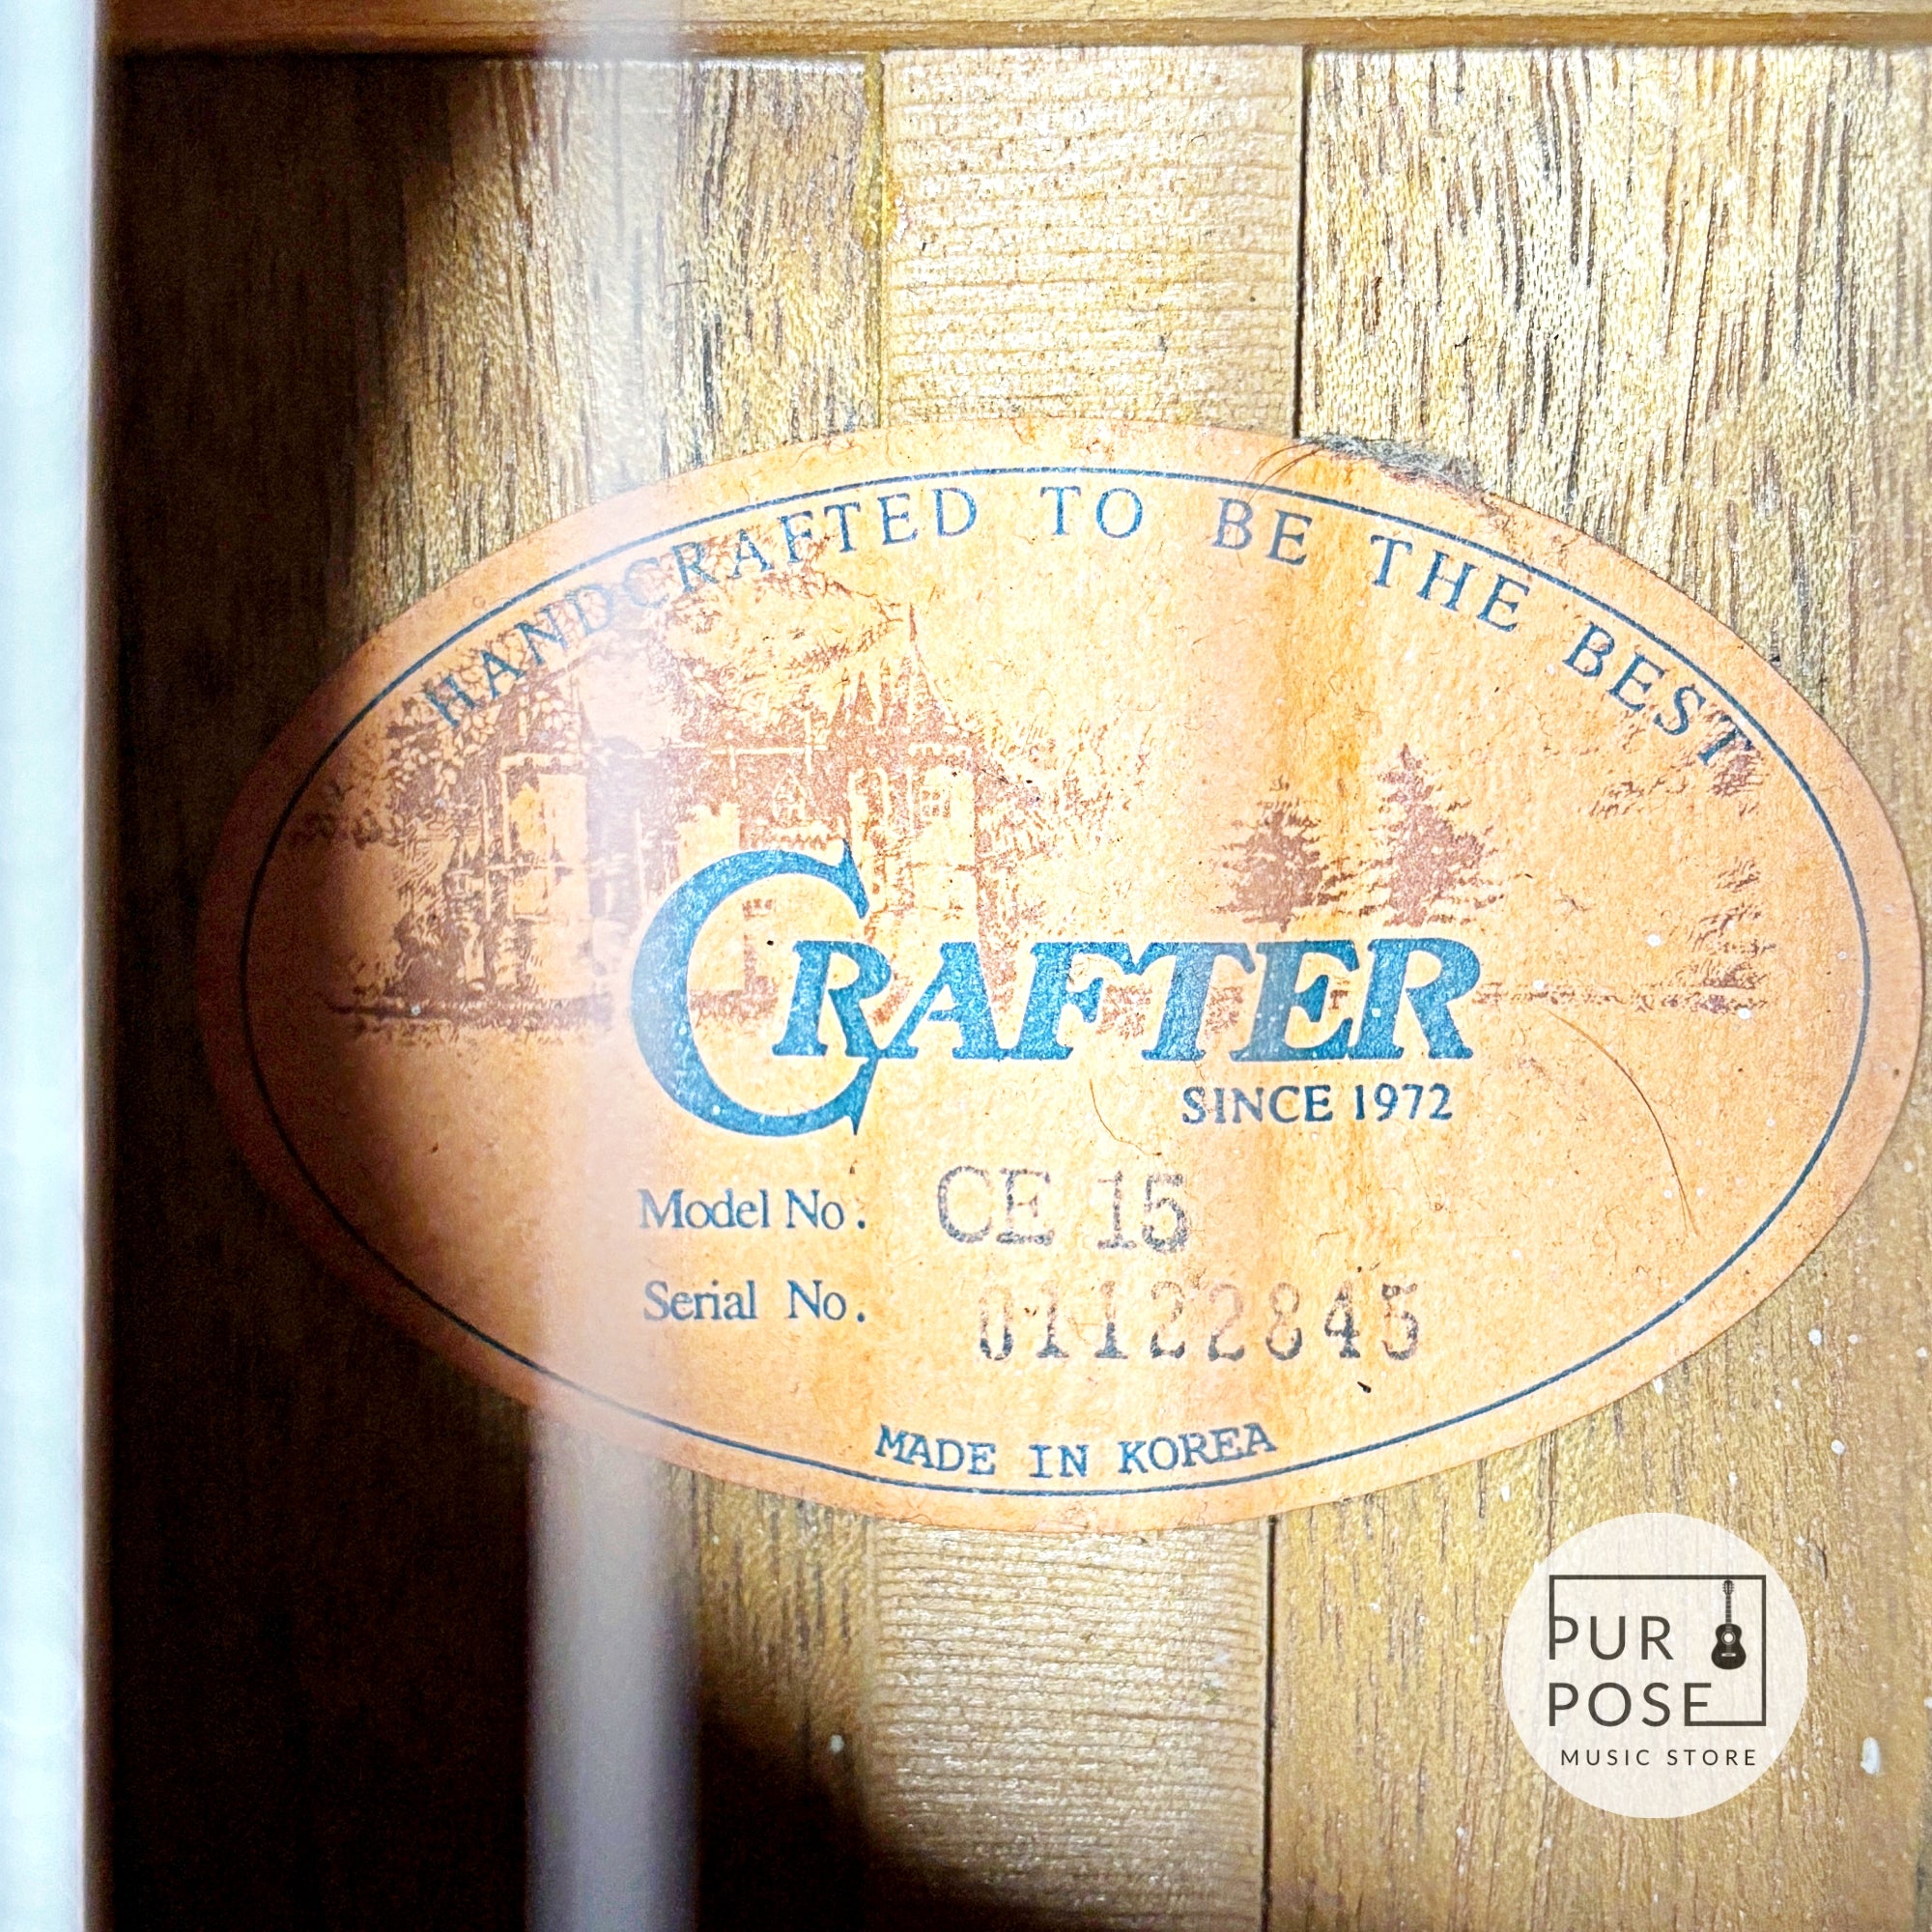 HANDCRAFTED TO BE THE BEST
CRAFTER
SINCE 1972
Model No. CE 15
Serial No. 01122845
MADE IN KOREA
PUR
POSE
MUSIC STORE